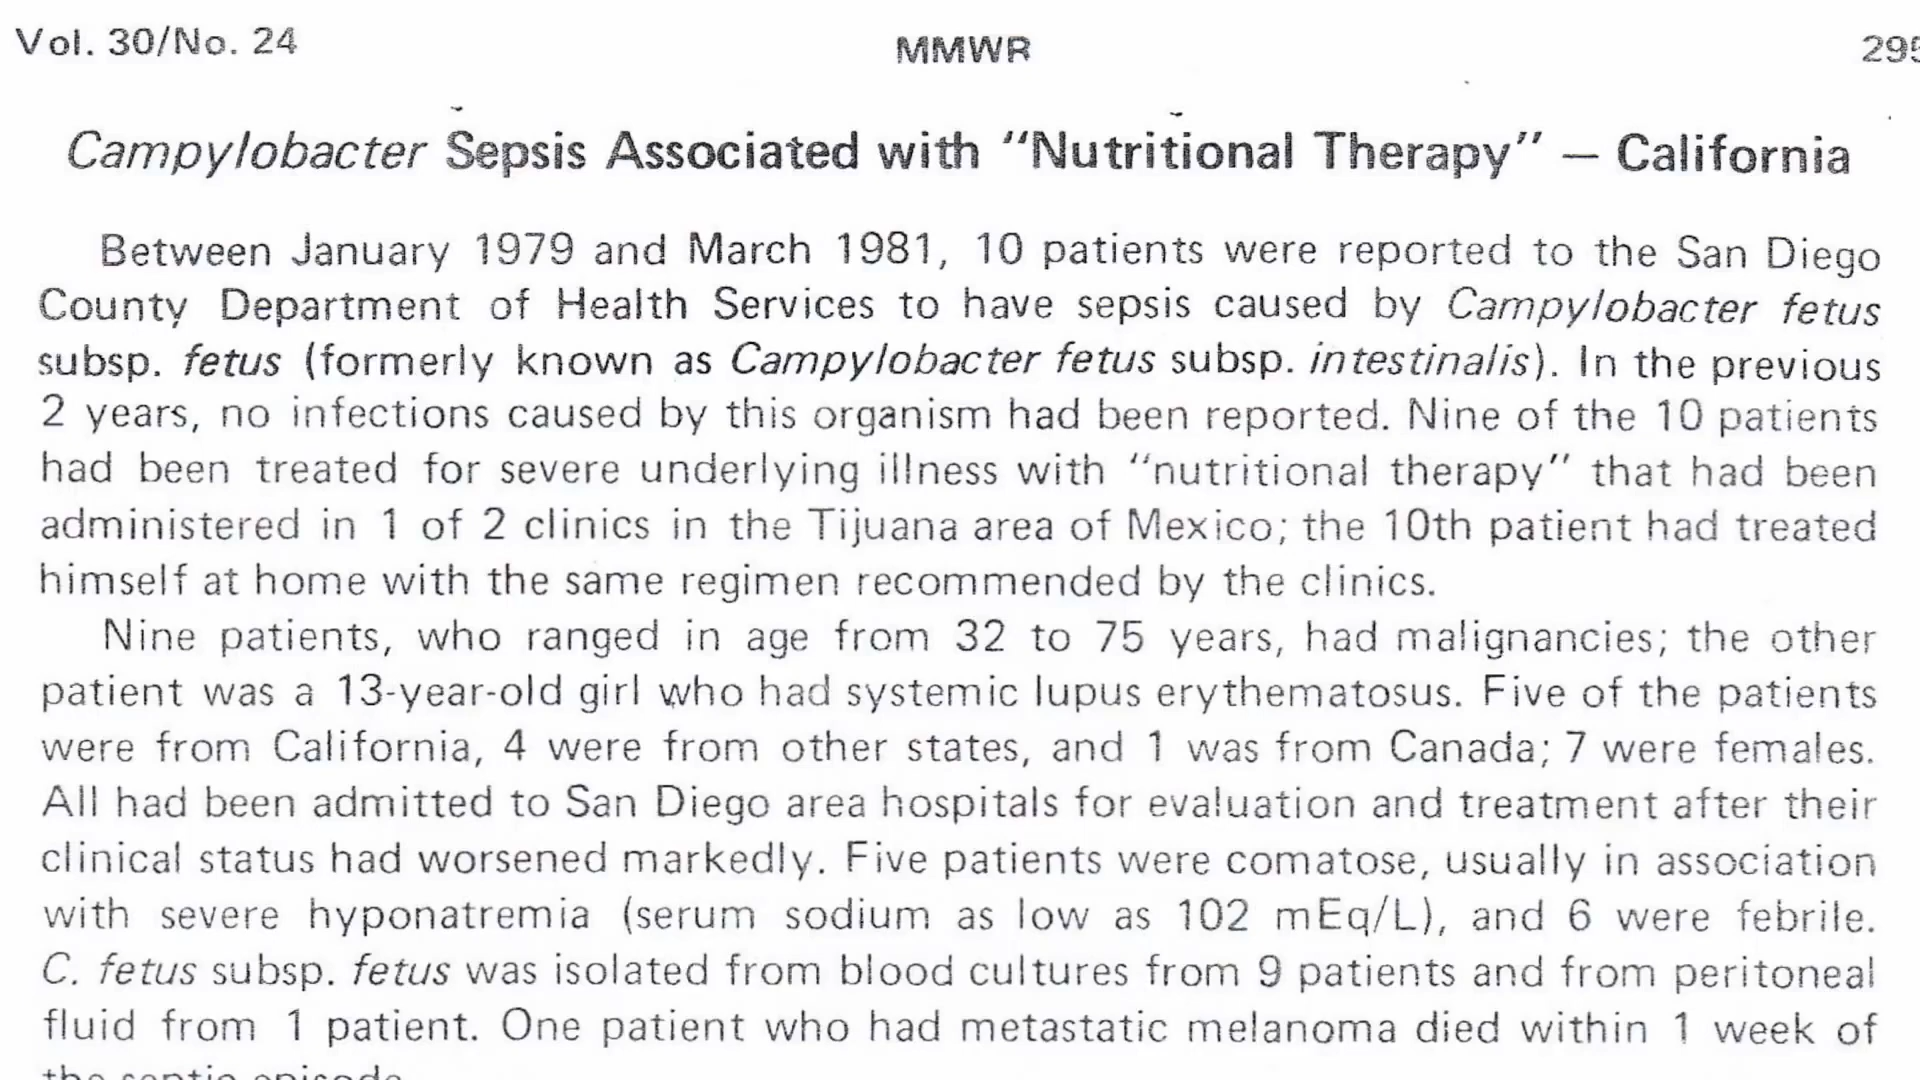 Vol. 30/No. 24
MMWR
295
Campylobacter Sepsis Associated with "Nutritional Therapy" — California
Between January 1979 and March 1981, 10 patients were reported to the San Diego
County Department of Health Services to have sepsis caused by Campylobacter fetus
subsp. fetus (formerly known as Campylobacter fetus subsp. intestinalis). In the previous
2 years, no infections caused by this organism had been reported. Nine of the 10 patients
had been treated for severe underlying illness with "nutritional therapy" that had been
administered in 1 of 2 clinics in the Tijuana area of Mexico; the 10th patient had treated
himself at home with the same regimen recommended by the clinics.
Nine patients, who ranged in age from 32 to 75 years, had malignancies; the other
patient was a 13-year-old girl who had systemic lupus erythematosus. Five of the patients
were from California, 4 were from other states, and 1 was from Canada; 7 were females.
All had been admitted to San Diego area hospitals for evaluation and treatment after their
clinical status had worsened markedly. Five patients were comatose, usually in association
with severe hyponatremia (serum sodium as low as 102 mEq/L), and 6 were febrile.
C. fetus subsp. fetus was isolated from blood cultures from 9 patients and from peritoneal
fluid from 1 patient. One patient who had metastatic melanoma died within 1 week of
the septic episode.